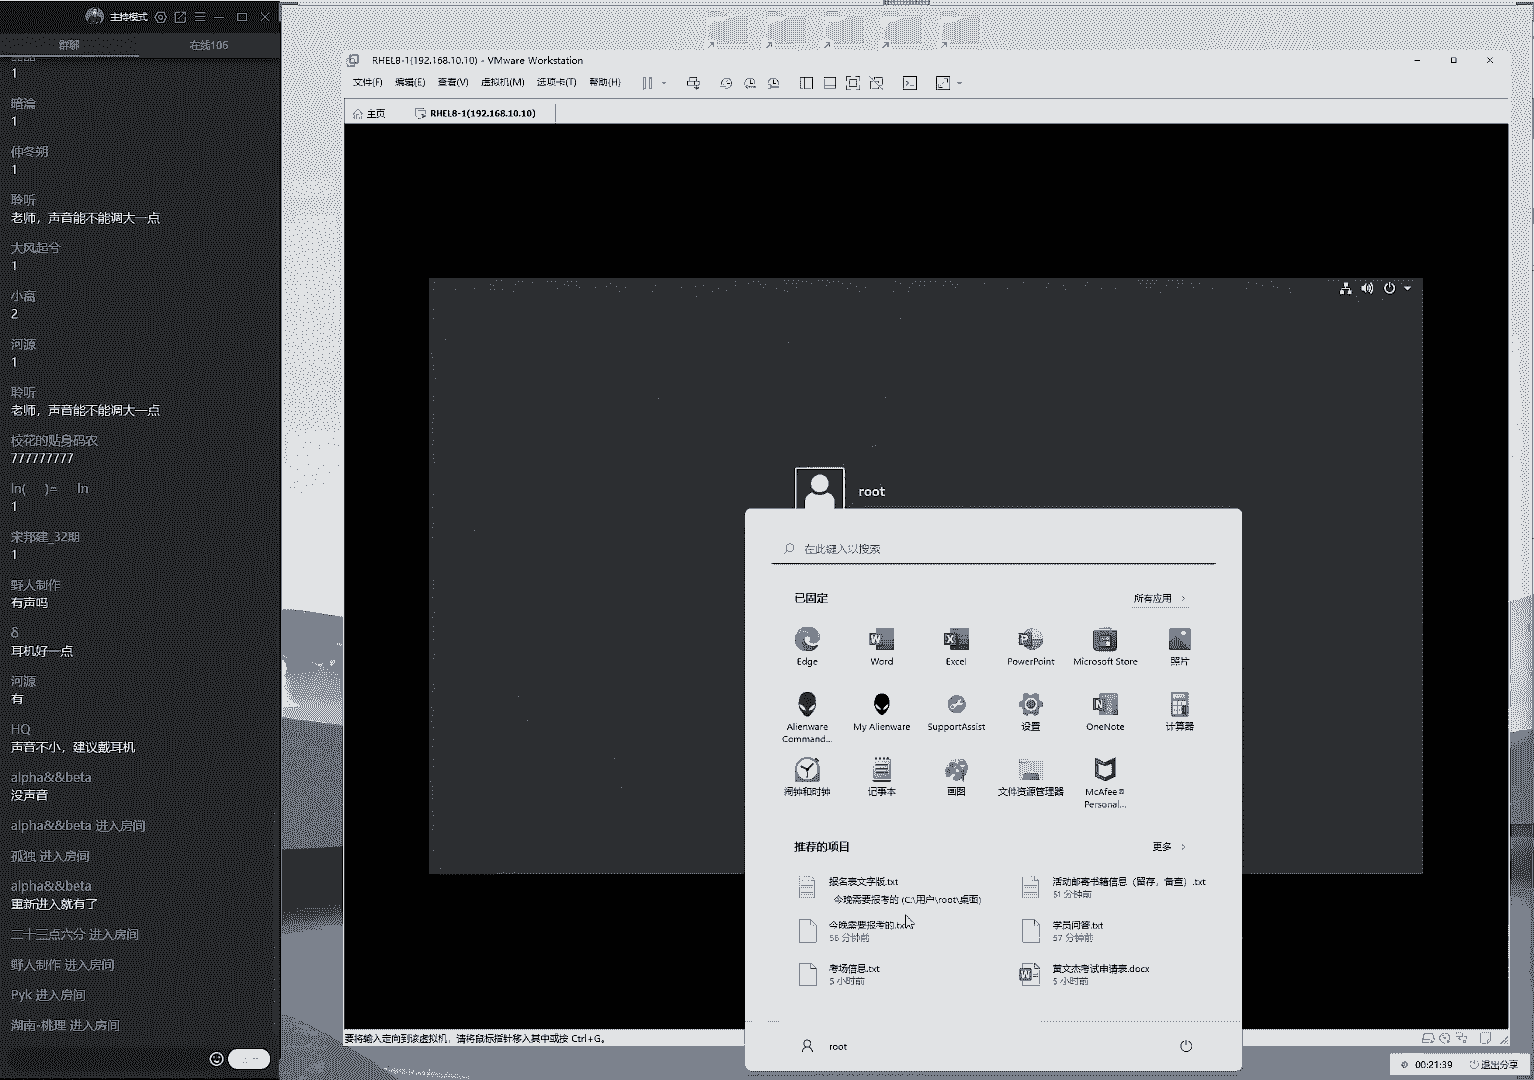 主持模式
群聊
在线106
1
暗淪
1
仲冬朔
1
聆听
老师，声音能不能调大一点
大风起兮
1
小高
2
河源
1
聆听
老师，声音能不能调大一点
校花的贴身码农
777777777
ln( )= ln
1
宋邦建_32期
1
野人制作
有声吗
δ
耳机好一点
河源
有
HQ
声音不小，建议戴耳机
alpha&&beta
没声音
alpha&&beta 进入房间
孤独 进入房间
alpha&&beta
重新进入就有了
二十三点六分 进入房间
野人制作 进入房间
Pyk 进入房间
湖南-桃理 进入房间
RHEL8-1(192.168.10.10) - VMware Workstation
文件(F) 编辑(E) 查看(V) 虚拟机(M) 选项卡(T) 帮助(H)
主页
RHEL8-1(192.168.10.10)
root
在此键入以搜索
已固定
所有应用 >
Edge
Word
Excel
PowerPoint
Microsoft Store
照片
Alienware Command...
My Alienware
SupportAssist
设置
OneNote
计算器
闹钟和时钟
记事本
画图
文件资源管理器
McAfee® Personal...
推荐的项目
更多 >
报名表文字版.txt
今晚需要报考的 (C:\用户\root\桌面)
活动邮寄书籍信息（留存，备查）.txt
51 分钟前
今晚需要报考的.txt
56 分钟前
学员问答.txt
57 分钟前
考场信息.txt
5 小时前
黄文杰考试申请表.docx
5 小时前
root
要将输入定向到该虚拟机，请将鼠标指针移入其中或按 Ctrl+G。
00:21:39
退出分享